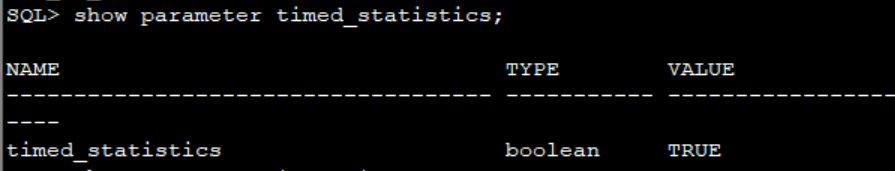 SQL> show parameter timed_statistics;
NAME TYPE VALUE
------------------------------------ ----------- ------------------
----
timed_statistics boolean TRUE